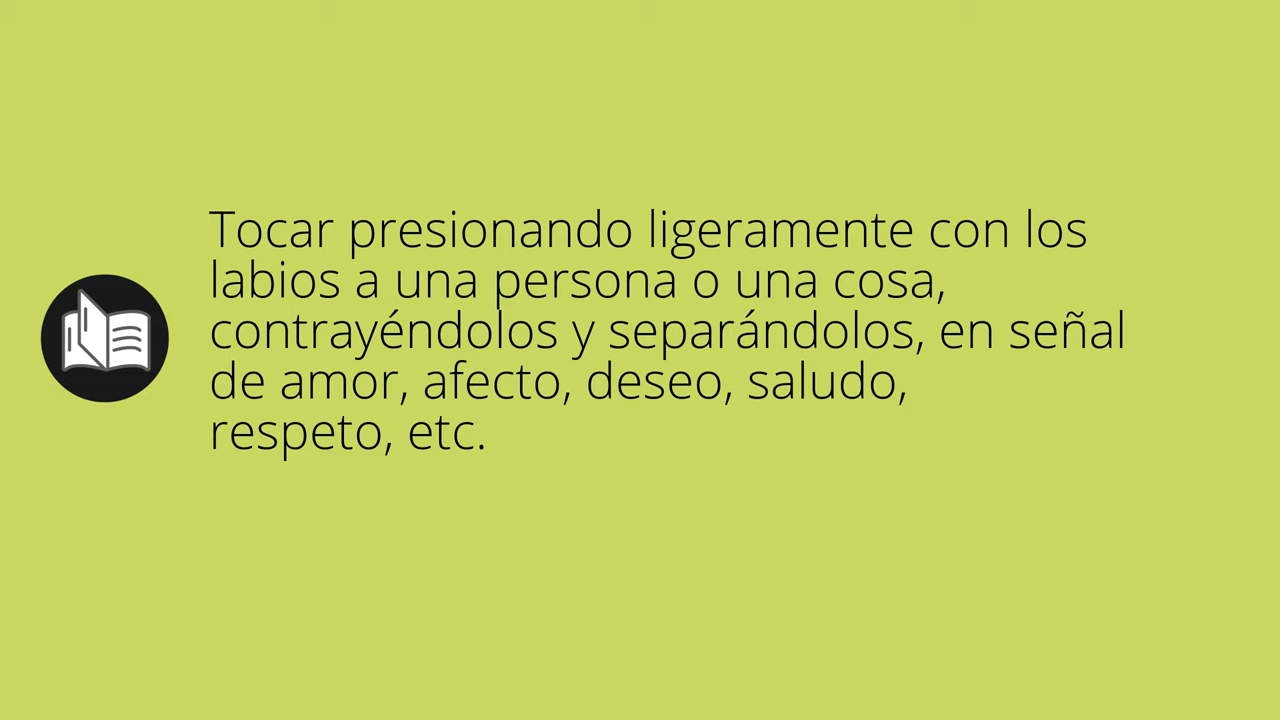 Tocar presionando ligeramente con los
labios a una persona o una cosa,
contrayéndolos y separándolos, en señal
de amor, afecto, deseo, saludo,
respeto, etc.